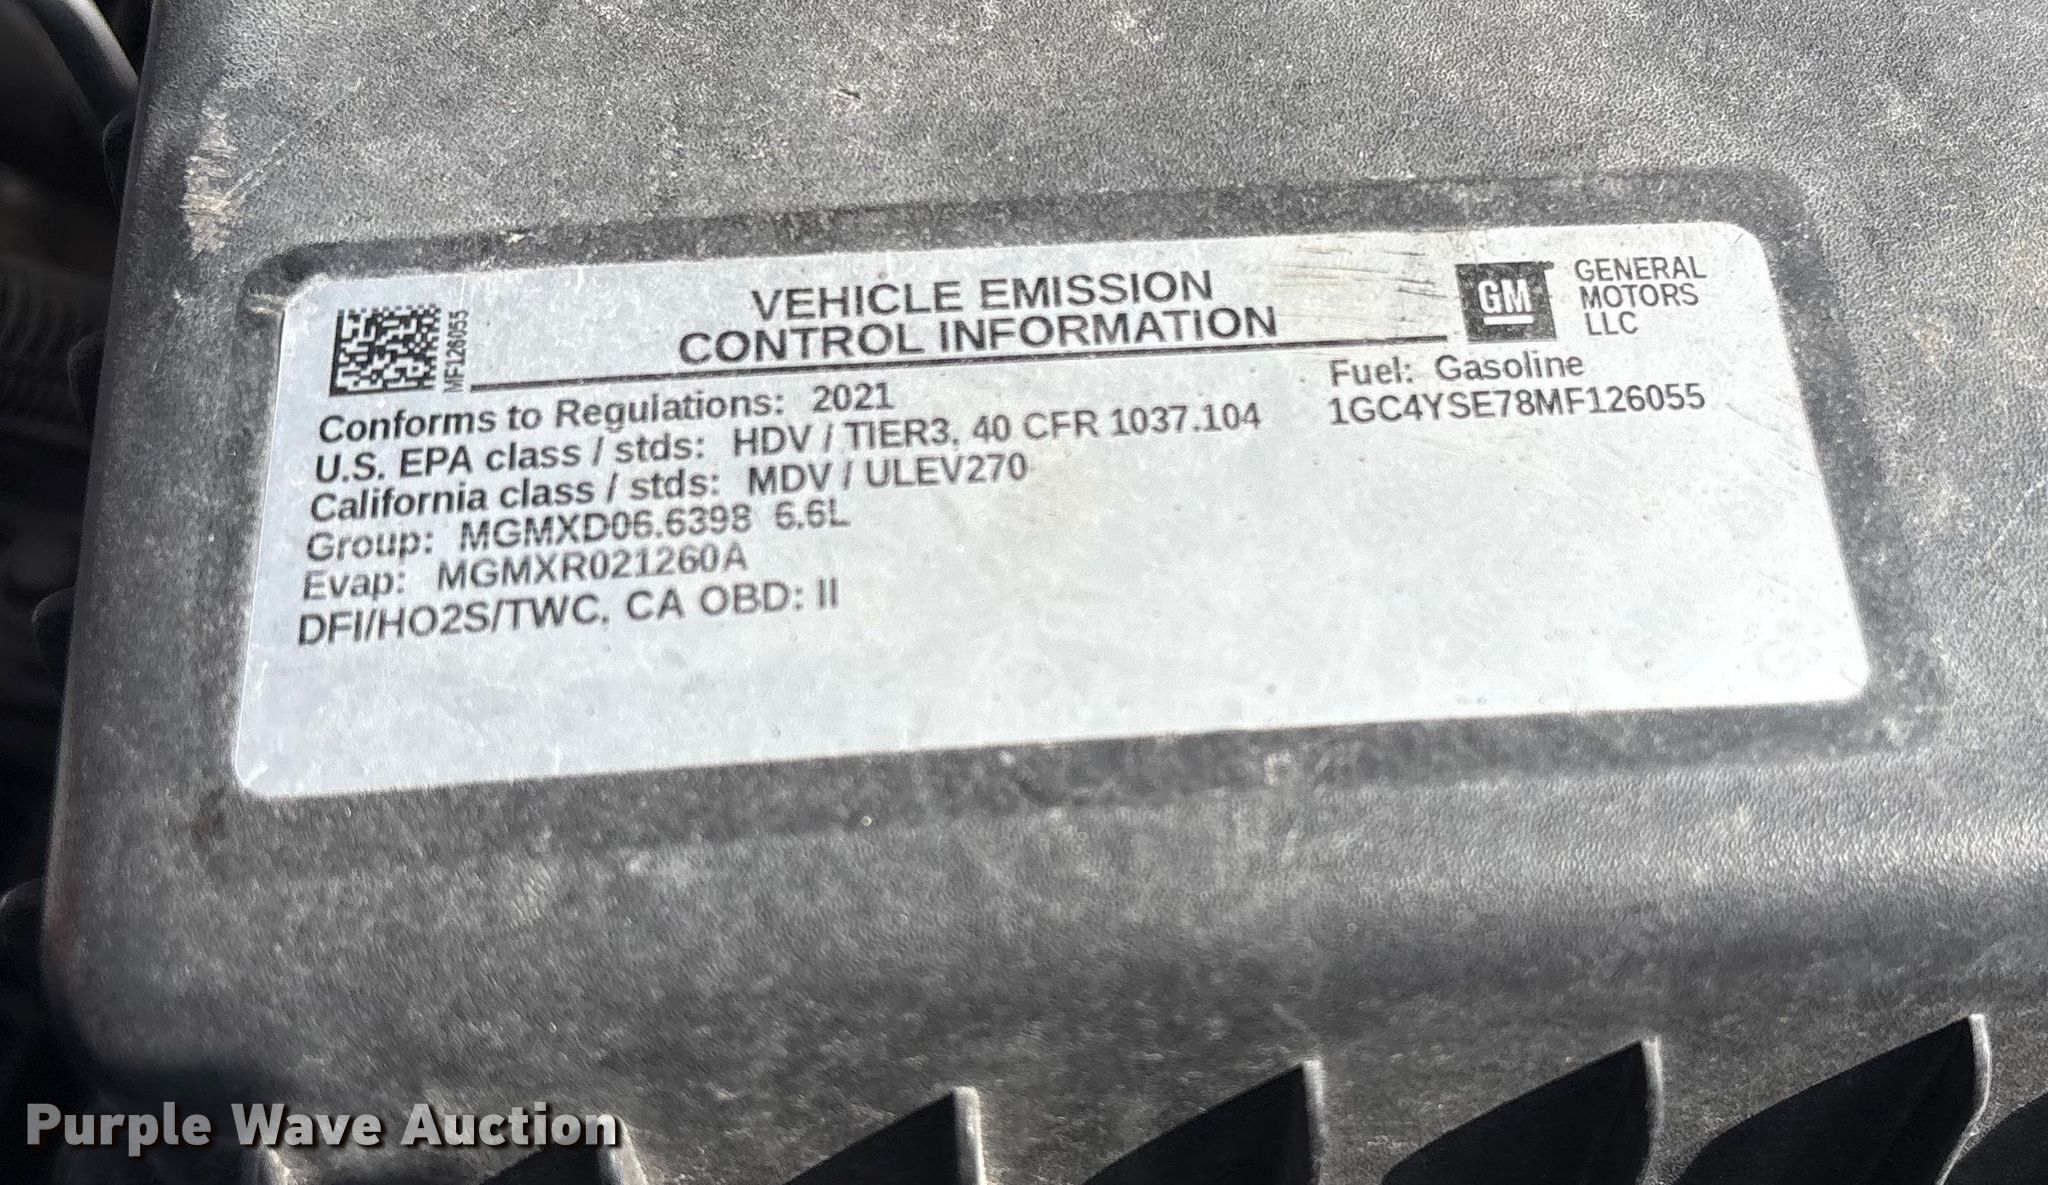 MF126055
VEHICLE EMISSION
CONTROL INFORMATION
GM
GENERAL
MOTORS
LLC
Conforms to Regulations: 2021
U.S. EPA class / stds: HDV / TIER3, 40 CFR 1037.104
California class / stds: MDV / ULEV270
Group: MGMXD06.6398 6.6L
Evap: MGMXR021260A
DFI/HO2S/TWC, CA OBD: II
Fuel: Gasoline
1GC4YSE78MF126055
Purple Wave Auction